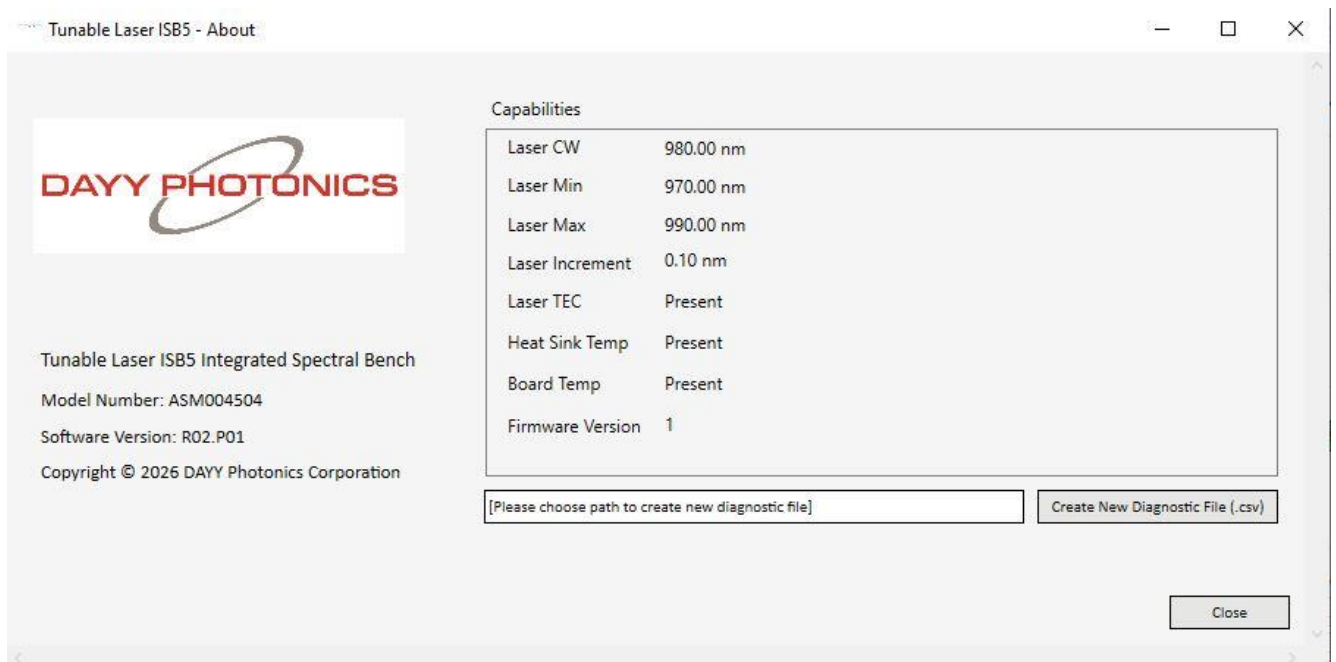 Tunable Laser ISB5 - About
DAYY PHOTONICS
Tunable Laser ISB5 Integrated Spectral Bench
Model Number: ASM004504
Software Version: R02.P01
Copyright © 2026 DAYY Photonics Corporation
Capabilities
Laser CW 980.00 nm
Laser Min 970.00 nm
Laser Max 990.00 nm
Laser Increment 0.10 nm
Laser TEC Present
Heat Sink Temp Present
Board Temp Present
Firmware Version 1
[Please choose path to create new diagnostic file]
Create New Diagnostic File (.csv)
Close